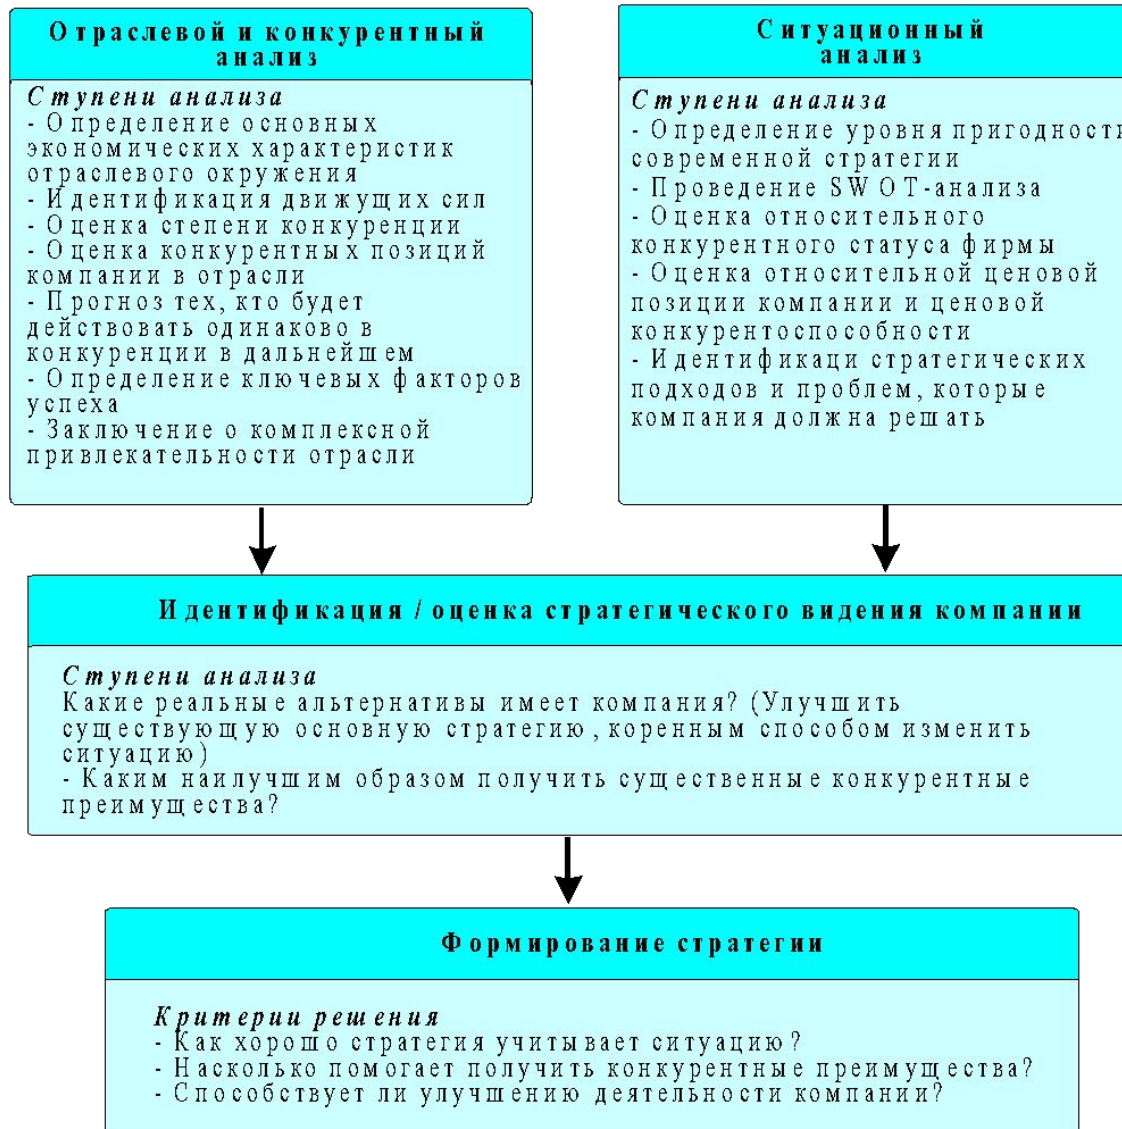 Отраслевой и конкурентный
анализ
Ступени анализа
- Определение основных
экономических характеристик
отраслевого окружения
- Идентификация движущих сил
- Оценка степени конкуренции
- Оценка конкурентных позиций
компании в отрасли
- Прогноз тех, кто будет
действовать одинаково в
конкуренции в дальнейшем
- Определение ключевых факторов
успеха
- Заключение о комплексной
привлекательности отрасли
Ситуационный
анализ
Ступени анализа
- Определение уровня пригодности
современной стратегии
- Проведение SWOT-анализа
- Оценка относительного
конкурентного статуса фирмы
- Оценка относительной ценовой
позиции компании и ценовой
конкурентоспособности
- Идентификаци стратегических
подходов и проблем, которые
компания должна решать
Идентификация / оценка стратегического видения компании
Ступени анализа
Какие реальные альтернативы имеет компания? (Улучшить
существующую основную стратегию, коренным способом изменить
ситуацию)
- Каким наилучшим образом получить существенные конкурентные
преимущества?
Формирование стратегии
Критерии решения
- Как хорошо стратегия учитывает ситуацию?
- Насколько помогает получить конкурентные преимущества?
- Способствует ли улучшению деятельности компании?